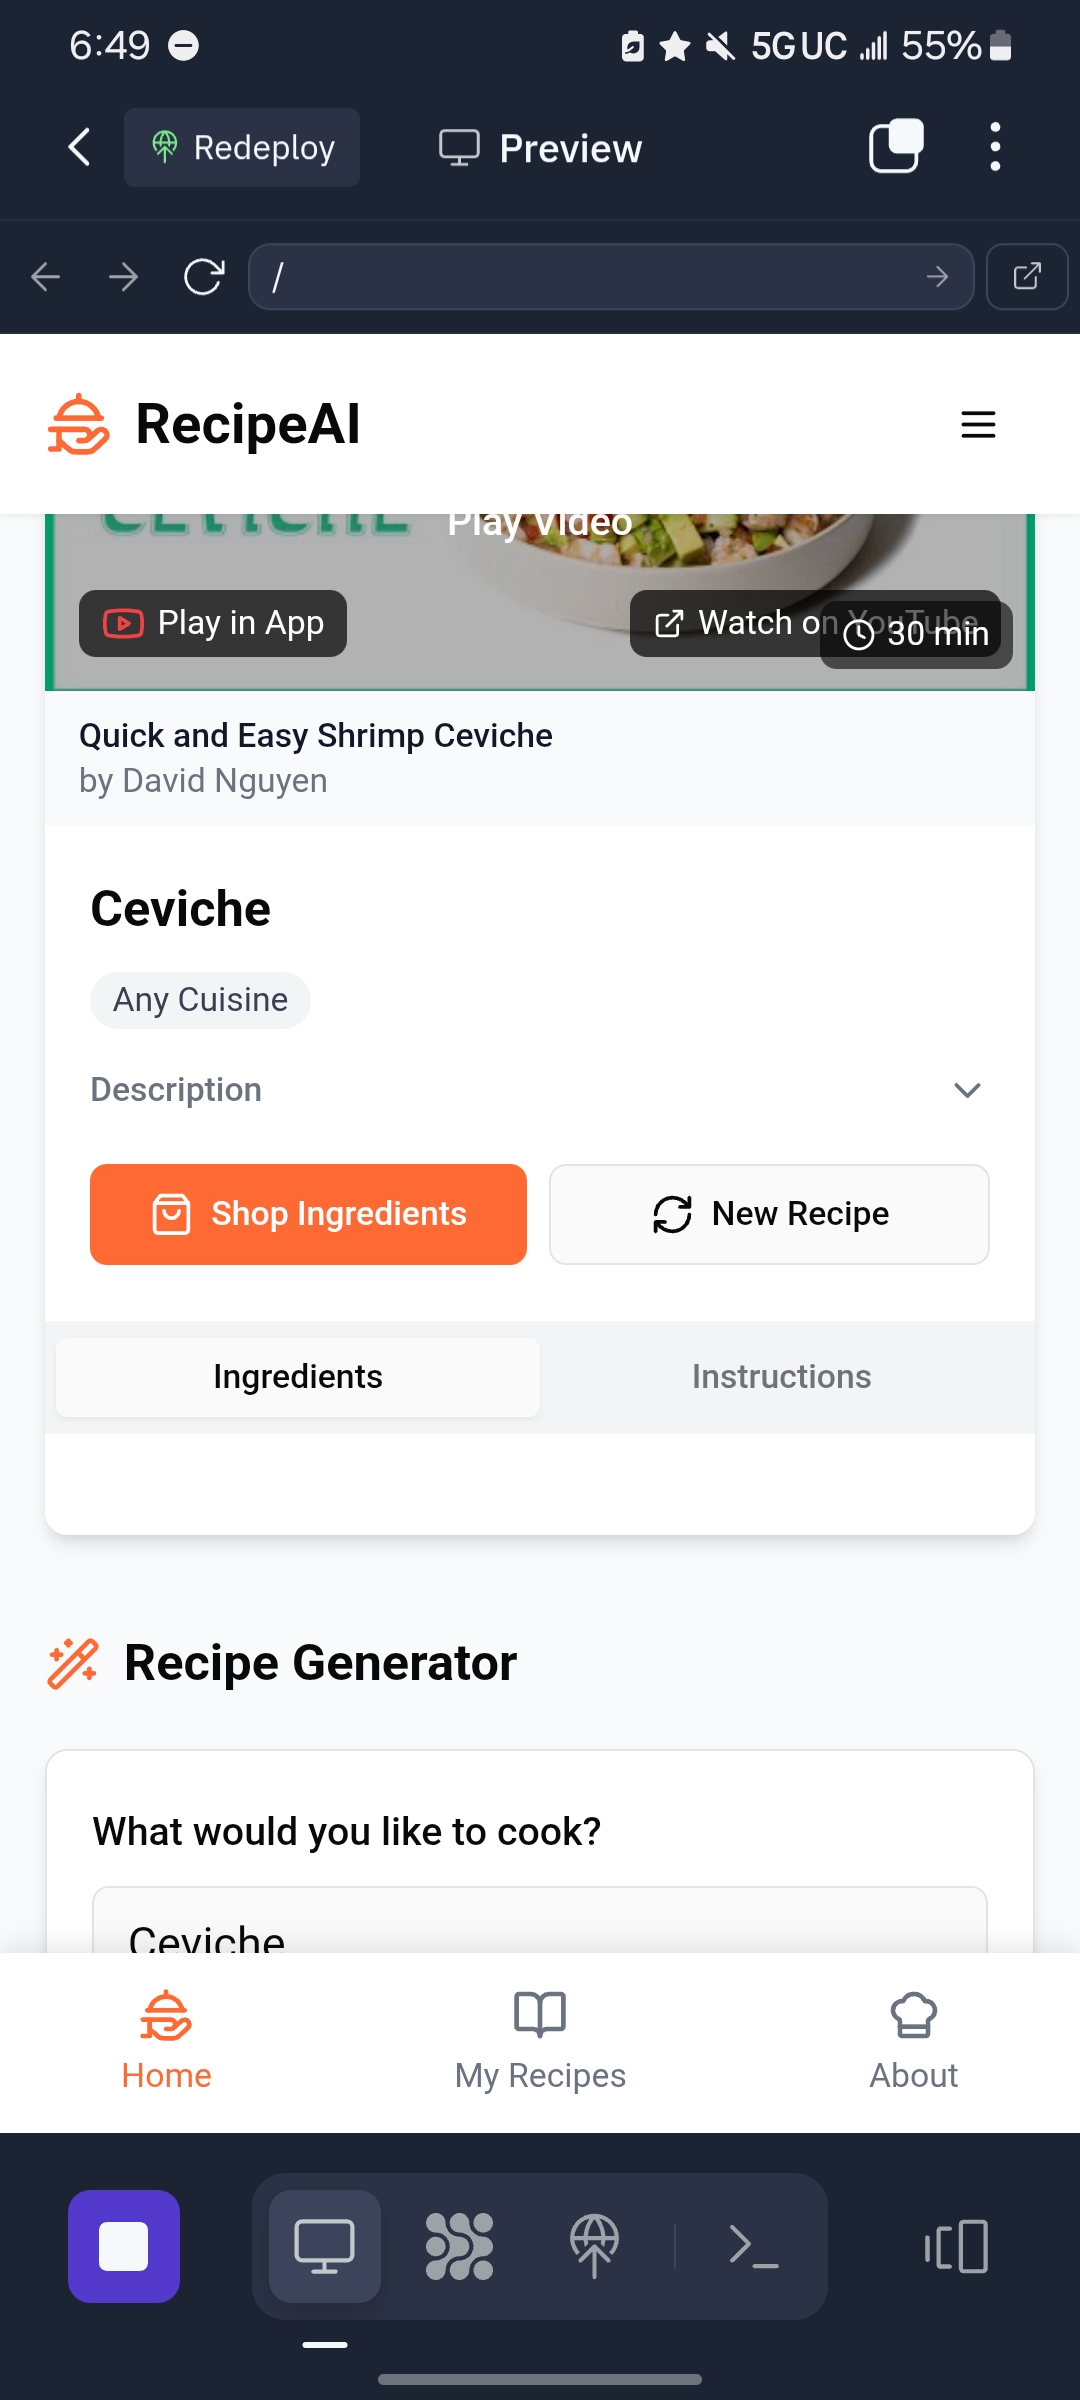 6:49
5G UC 55%
Redeploy
Preview
/
RecipeAI
CEVICHE
Play Video
Play in App
Watch on YouTube
30 min
Quick and Easy Shrimp Ceviche
by David Nguyen
Ceviche
Any Cuisine
Description
Shop Ingredients
New Recipe
Ingredients
Instructions
Recipe Generator
What would you like to cook?
Ceviche
Home
My Recipes
About